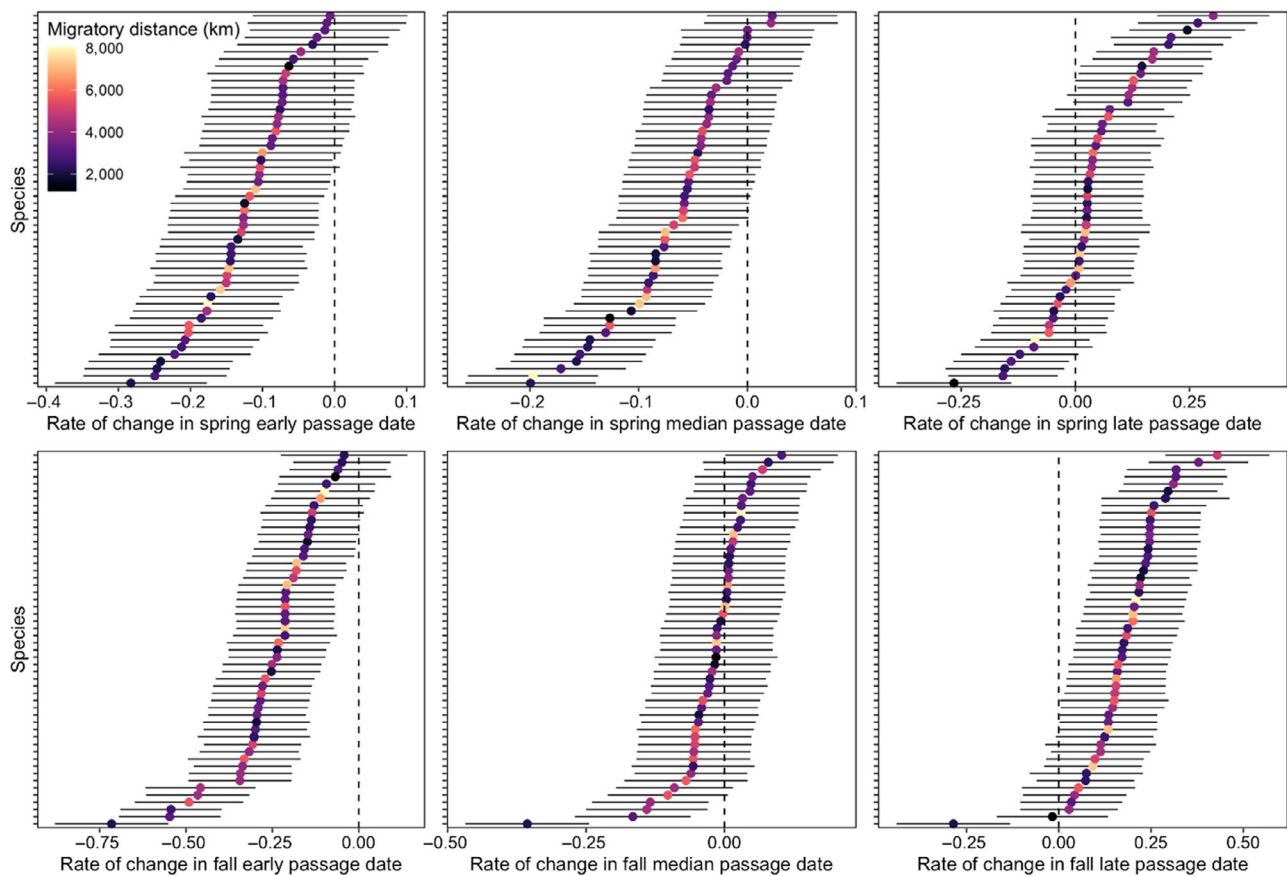 Migratory distance (km)
8,000
6,000
4,000
2,000
Species
−0.4 −0.3 −0.2 −0.1 0.0 0.1
Rate of change in spring early passage date
−0.2 −0.1 0.0 0.1
Rate of change in spring median passage date
−0.25 0.00 0.25
Rate of change in spring late passage date
Species
−0.75 −0.50 −0.25 0.00
Rate of change in fall early passage date
−0.50 −0.25 0.00
Rate of change in fall median passage date
−0.25 0.00 0.25 0.50
Rate of change in fall late passage date